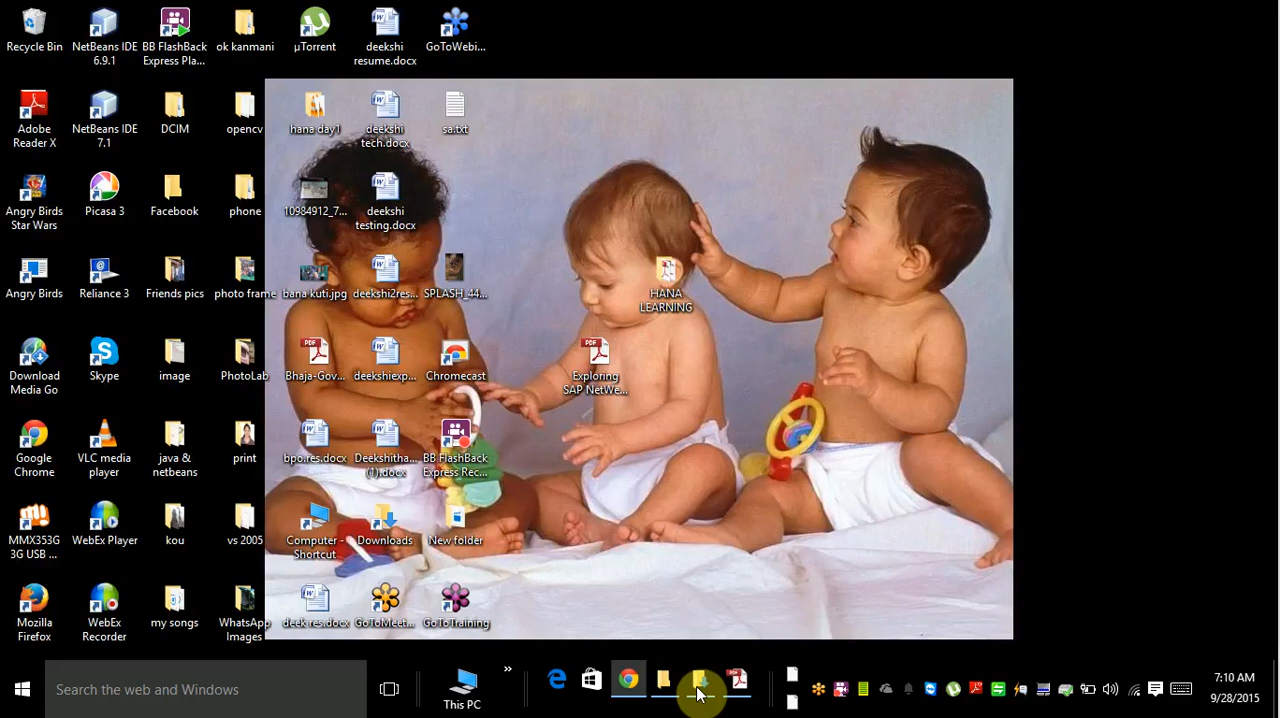 Recycle Bin
NetBeans IDE
6.9.1
BB FlashBack
Express Pla...
ok kanmani
µTorrent
deekshi
resume.docx
GoToWebi...
Adobe
Reader X
NetBeans IDE
7.1
DCIM
opencv
hana day1
deekshi
tech.docx
sa.txt
Angry Birds
Star Wars
Picasa 3
Facebook
phone
10984912_7...
deekshi
testing.docx
Angry Birds
Reliance 3
Friends pics
photo frame
bana kuti.jpg
deekshi2res...
SPLASH_44...
HANA
LEARNING
Download
Media Go
Skype
image
PhotoLab
PDF
Bhaja-Gov...
deekshiexp...
Chromecast
PDF
Exploring
SAP NetWe...
Google
Chrome
VLC media
player
java &
netbeans
print
bpo.res.docx
Deekshitha...
(1).docx
BB FlashBack
Express Rec...
MMX353G
3G USB ...
WebEx Player
kou
vs 2005
Computer -
Shortcut
Downloads
New folder
Mozilla
Firefox
WebEx
Recorder
my songs
WhatsApp
Images
deek.res.docx
GoToMeet...
GoToTraining
Search the web and Windows
This PC
»
7:10 AM
9/28/2015